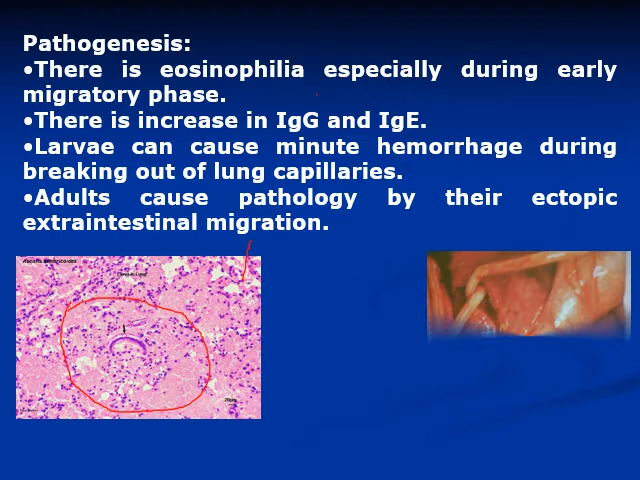 Pathogenesis:
•There is eosinophilia especially during early
migratory phase.
•There is increase in IgG and IgE.
•Larvae can cause minute hemorrhage during
breaking out of lung capillaries.
•Adults cause pathology by their ectopic
extraintestinal migration.